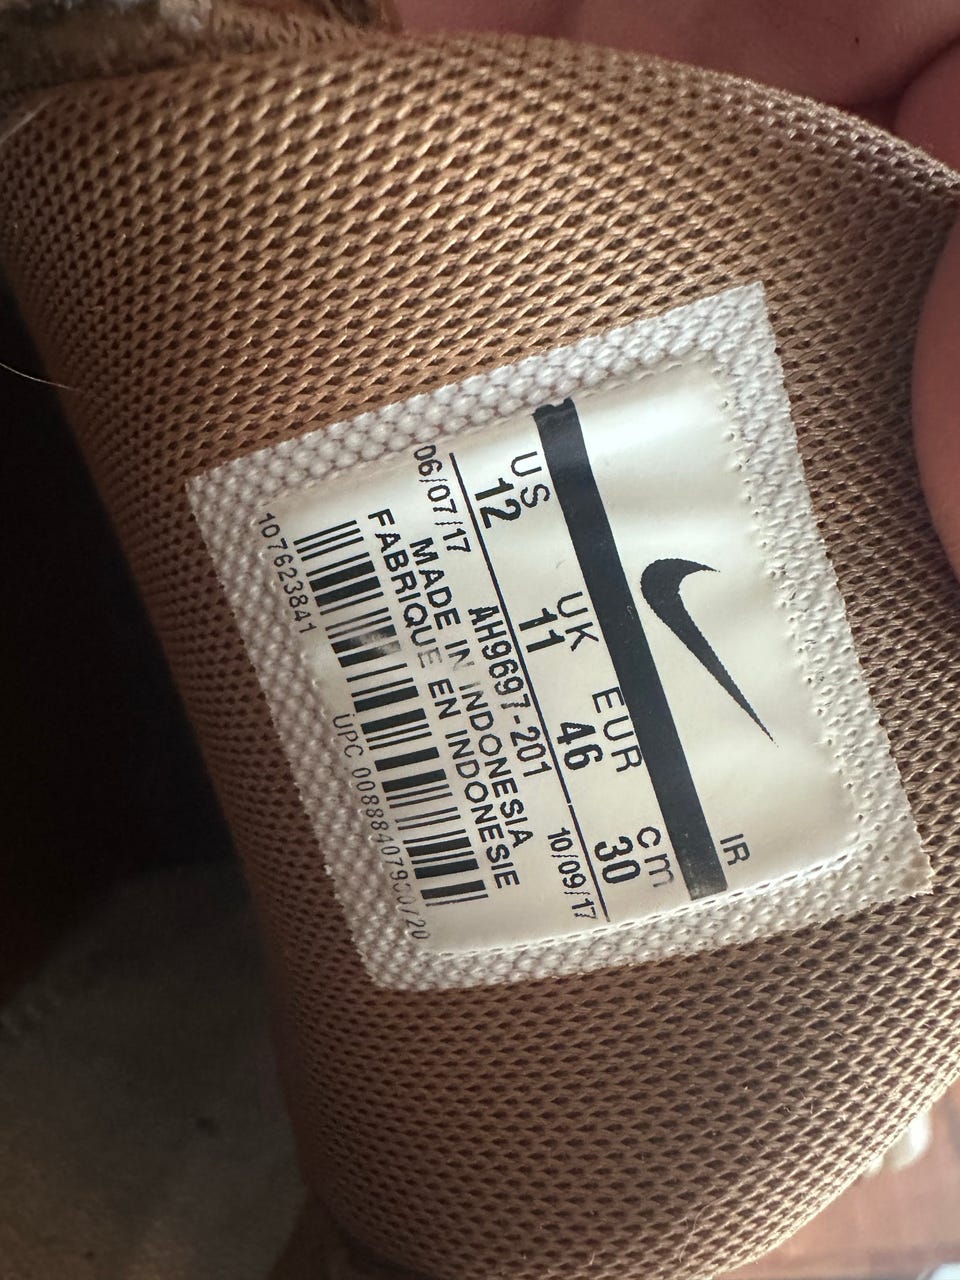 IR
US UK EUR cm
12 11 46 30
06/07/17 AH9697-201 10/09/17
MADE IN INDONESIA
FABRIQUE EN INDONESIE
107623841